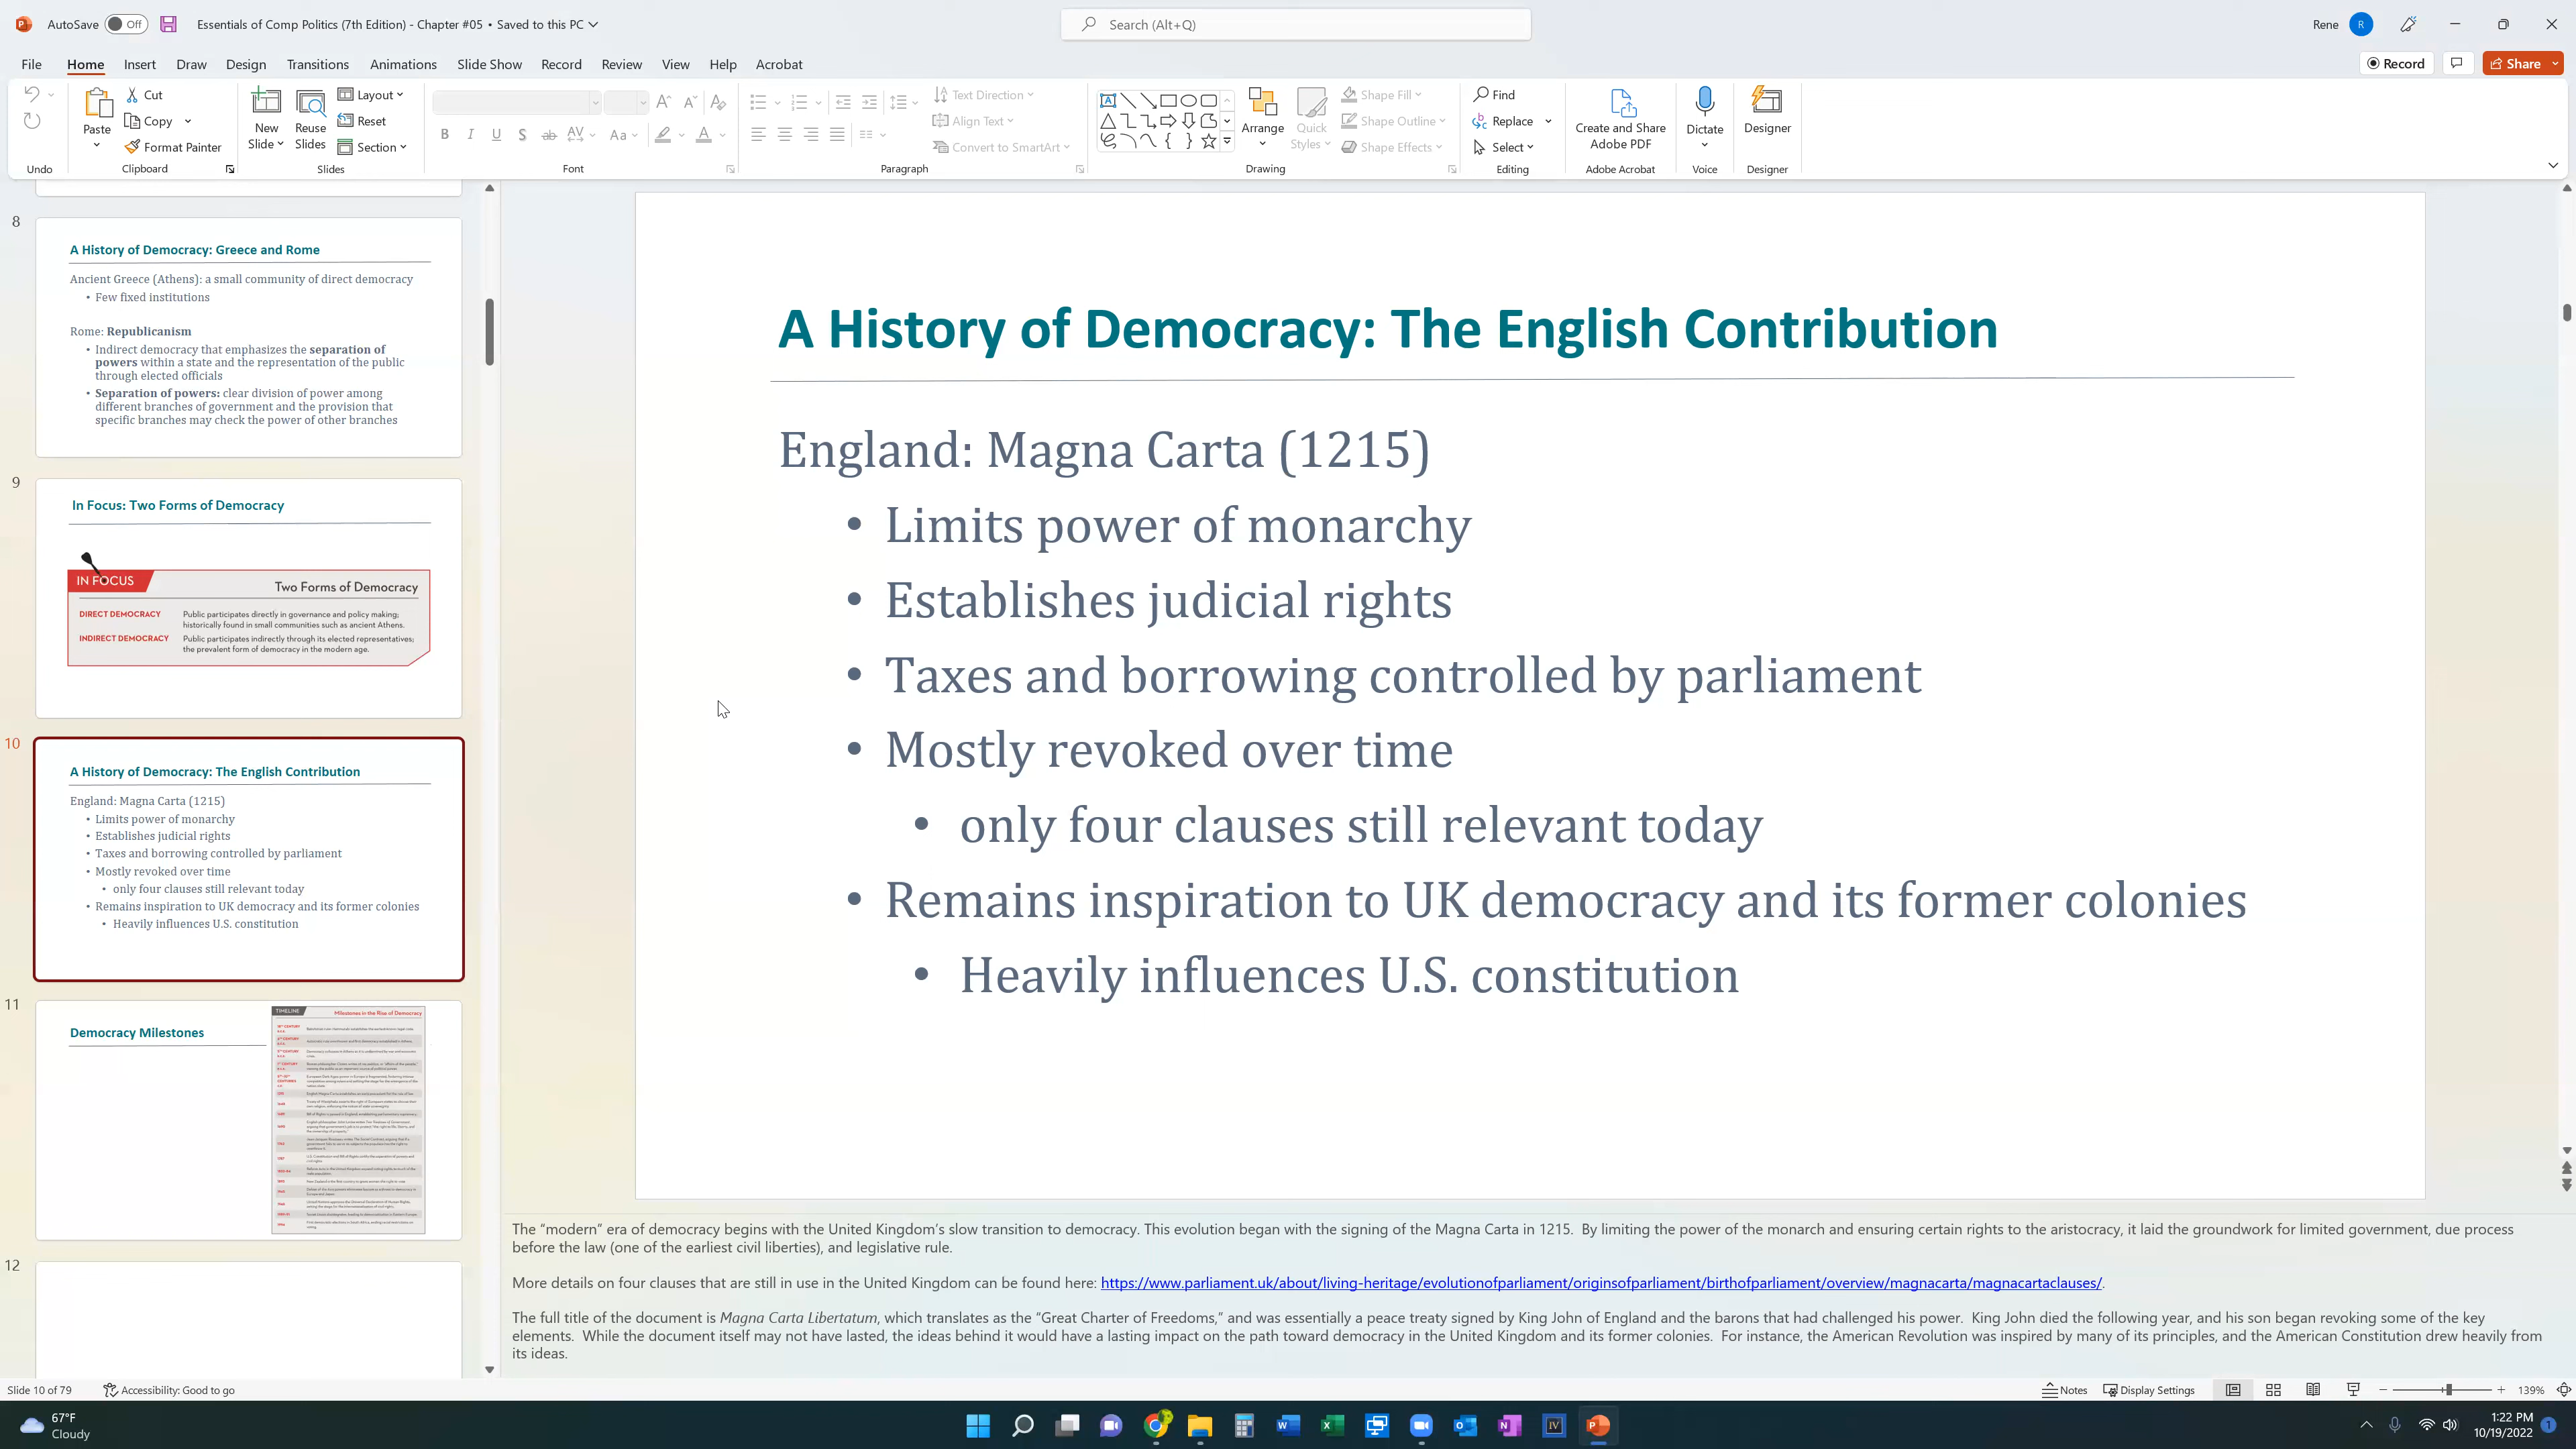 AutoSave Off Essentials of Comp Politics (7th Edition) - Chapter #05 • Saved to this PC Search (Alt+Q) Rene R
File Home Insert Draw Design Transitions Animations Slide Show Record Review View Help Acrobat Record Share
Cut Layout Text Direction Shape Fill Find
Paste Copy New Slide Reuse Slides Reset Align Text Arrange Quick Styles Shape Outline Replace Create and Share Adobe PDF Dictate Designer
Format Painter Section B I U S ab AV Aa A Convert to SmartArt Shape Effects Select
Undo Clipboard Slides Font Paragraph Drawing Editing Adobe Acrobat Voice Designer
8
A History of Democracy: Greece and Rome
Ancient Greece (Athens): a small community of direct democracy
• Few fixed institutions
Rome: Republicanism
• Indirect democracy that emphasizes the separation of
powers within a state and the representation of the public
through elected officials
• Separation of powers: clear division of power among
different branches of government and the provision that
specific branches may check the power of other branches
9
In Focus: Two Forms of Democracy
IN FOCUS Two Forms of Democracy
DIRECT DEMOCRACY Public participates directly in governance and policy making;
historically found in small communities such as ancient Athens.
INDIRECT DEMOCRACY Public participates indirectly through its elected representatives;
the prevalent form of democracy in the modern age.
10
A History of Democracy: The English Contribution
England: Magna Carta (1215)
• Limits power of monarchy
• Establishes judicial rights
• Taxes and borrowing controlled by parliament
• Mostly revoked over time
• only four clauses still relevant today
• Remains inspiration to UK democracy and its former colonies
• Heavily influences U.S. constitution
11
Democracy Milestones
TIMELINE Milestones in the Rise of Democracy
12
A History of Democracy: The English Contribution
England: Magna Carta (1215)
• Limits power of monarchy
• Establishes judicial rights
• Taxes and borrowing controlled by parliament
• Mostly revoked over time
• only four clauses still relevant today
• Remains inspiration to UK democracy and its former colonies
• Heavily influences U.S. constitution
The “modern” era of democracy begins with the United Kingdom’s slow transition to democracy. This evolution began with the signing of the Magna Carta in 1215. By limiting the power of the monarch and ensuring certain rights to the aristocracy, it laid the groundwork for limited government, due process
before the law (one of the earliest civil liberties), and legislative rule.
More details on four clauses that are still in use in the United Kingdom can be found here: https://www.parliament.uk/about/living-heritage/evolutionofparliament/originsofparliament/birthofparliament/overview/magnacarta/magnacartaclauses/.
The full title of the document is Magna Carta Libertatum, which translates as the “Great Charter of Freedoms,” and was essentially a peace treaty signed by King John of England and the barons that had challenged his power. King John died the following year, and his son began revoking some of the key
elements. While the document itself may not have lasted, the ideas behind it would have a lasting impact on the path toward democracy in the United Kingdom and its former colonies. For instance, the American Revolution was inspired by many of its principles, and the American Constitution drew heavily from
its ideas.
Slide 10 of 79 Accessibility: Good to go Notes Display Settings 139%
67°F
Cloudy
1:22 PM
10/19/2022
1